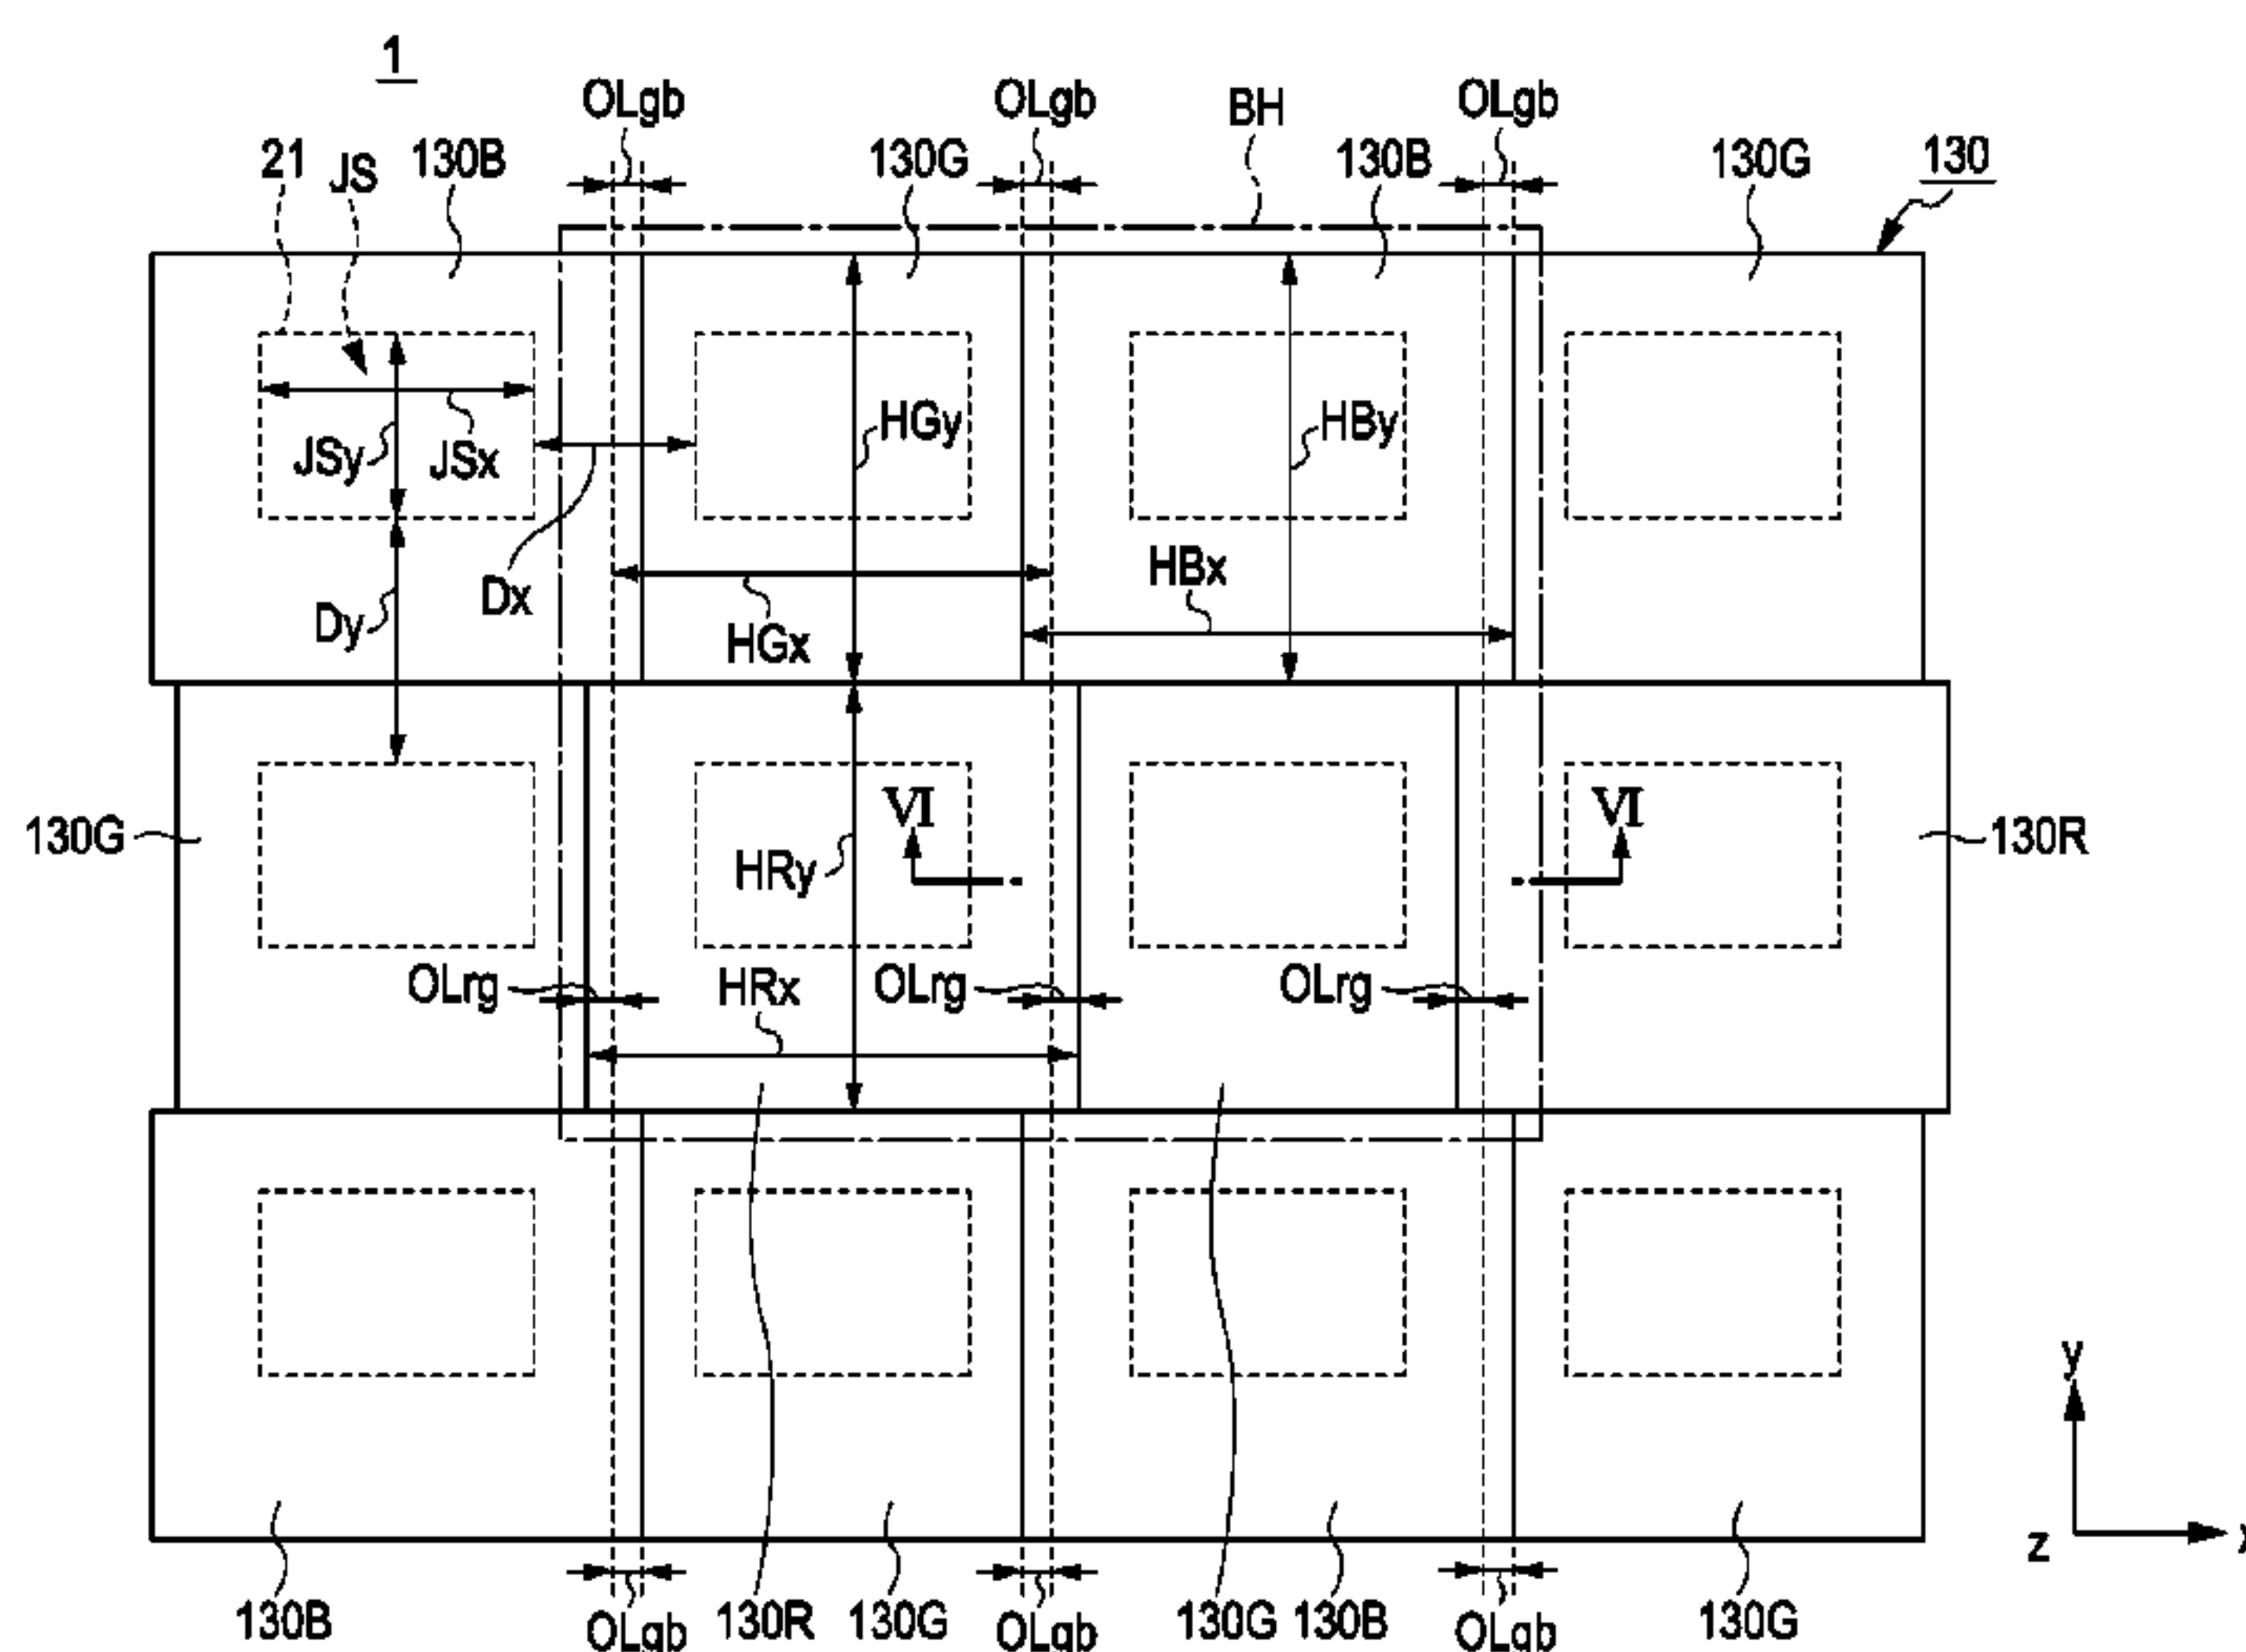 1
OLgb OLgb BH OLgb
21 JS 130B 130G 130B 130G 130
JSy JSx HGy HBy
Dy Dx HGx HBx
130G HRy VI VI 130R
OLrg HRx OLrg OLrg
y
z x
130B OLgb 130R 130G OLgb 130G 130B OLgb 130G